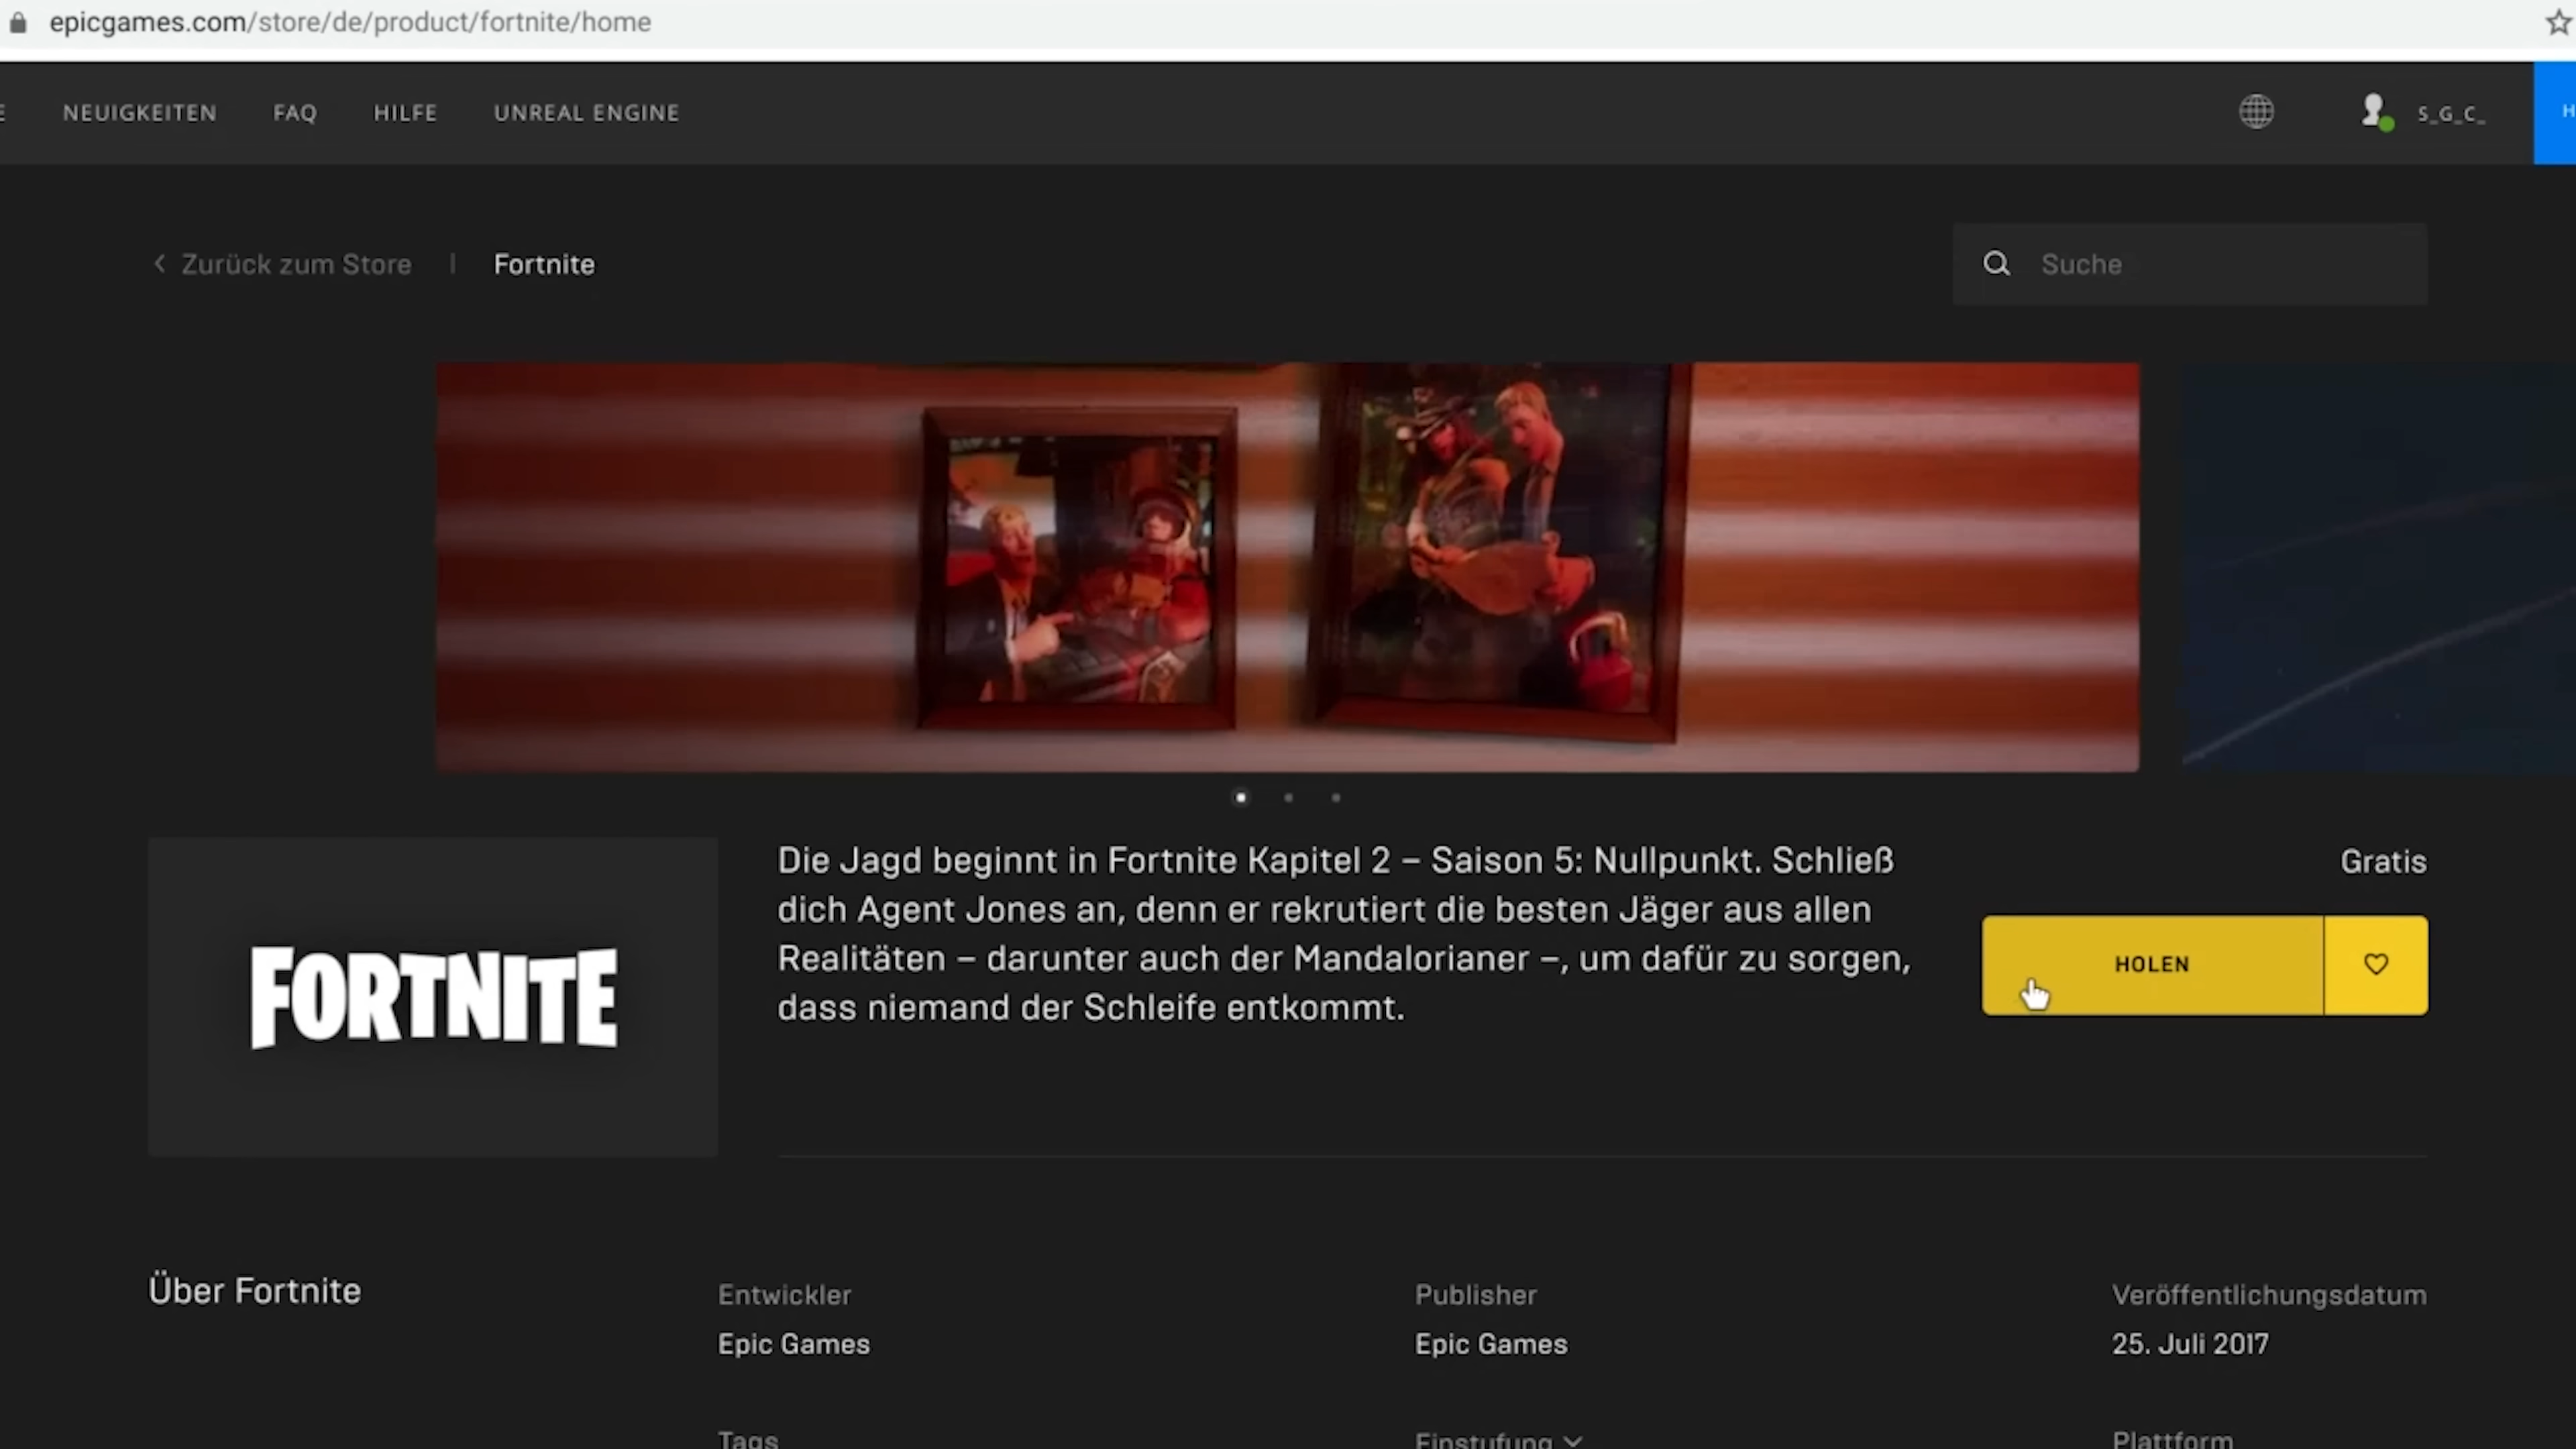 epicgames.com/store/de/product/fortnite/home
NEUIGKEITEN FAQ HILFE UNREAL ENGINE S_G_C_
Zurück zum Store | Fortnite Suche
Die Jagd beginnt in Fortnite Kapitel 2 – Saison 5: Nullpunkt. Schließ
dich Agent Jones an, denn er rekrutiert die besten Jäger aus allen
Realitäten – darunter auch der Mandalorianer –, um dafür zu sorgen,
dass niemand der Schleife entkommt.
Gratis
HOLEN
FORTNITE
Über Fortnite
Entwickler
Epic Games
Publisher
Epic Games
Veröffentlichungsdatum
25. Juli 2017
Tags
Einstufung
Plattform